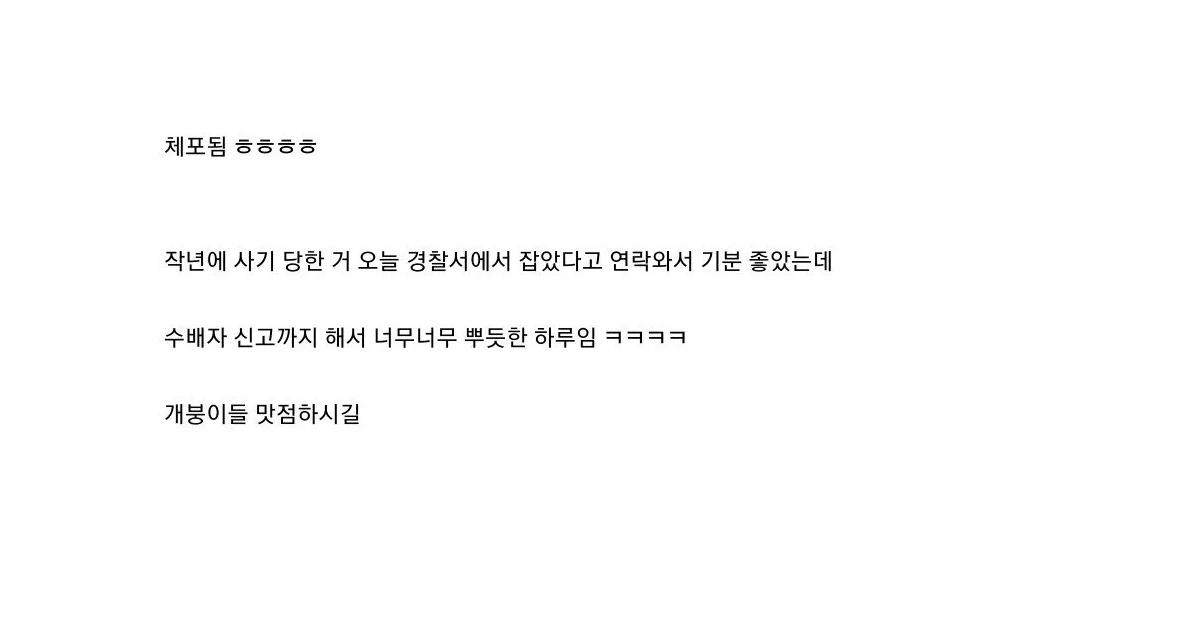 체포됨 ㅎㅎㅎㅎ
작년에 사기 당한 거 오늘 경찰서에서 잡았다고 연락와서 기분 좋았는데
수배자 신고까지 해서 너무너무 뿌듯한 하루임 ㅋㅋㅋㅋ
개붕이들 맛점하시길